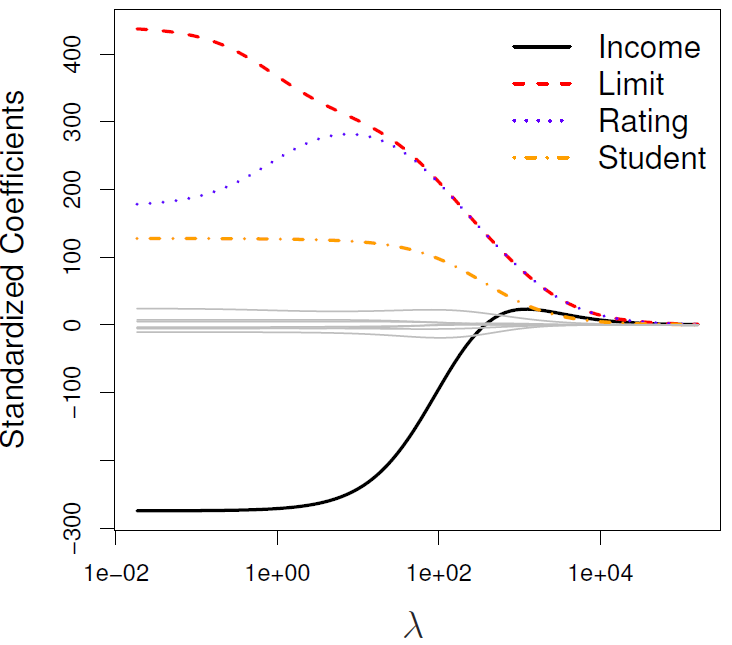 Standardized Coefficients
400
300
200
100
0
−100
−300
1e−02
1e+00
1e+02
1e+04
λ
Income
Limit
Rating
Student